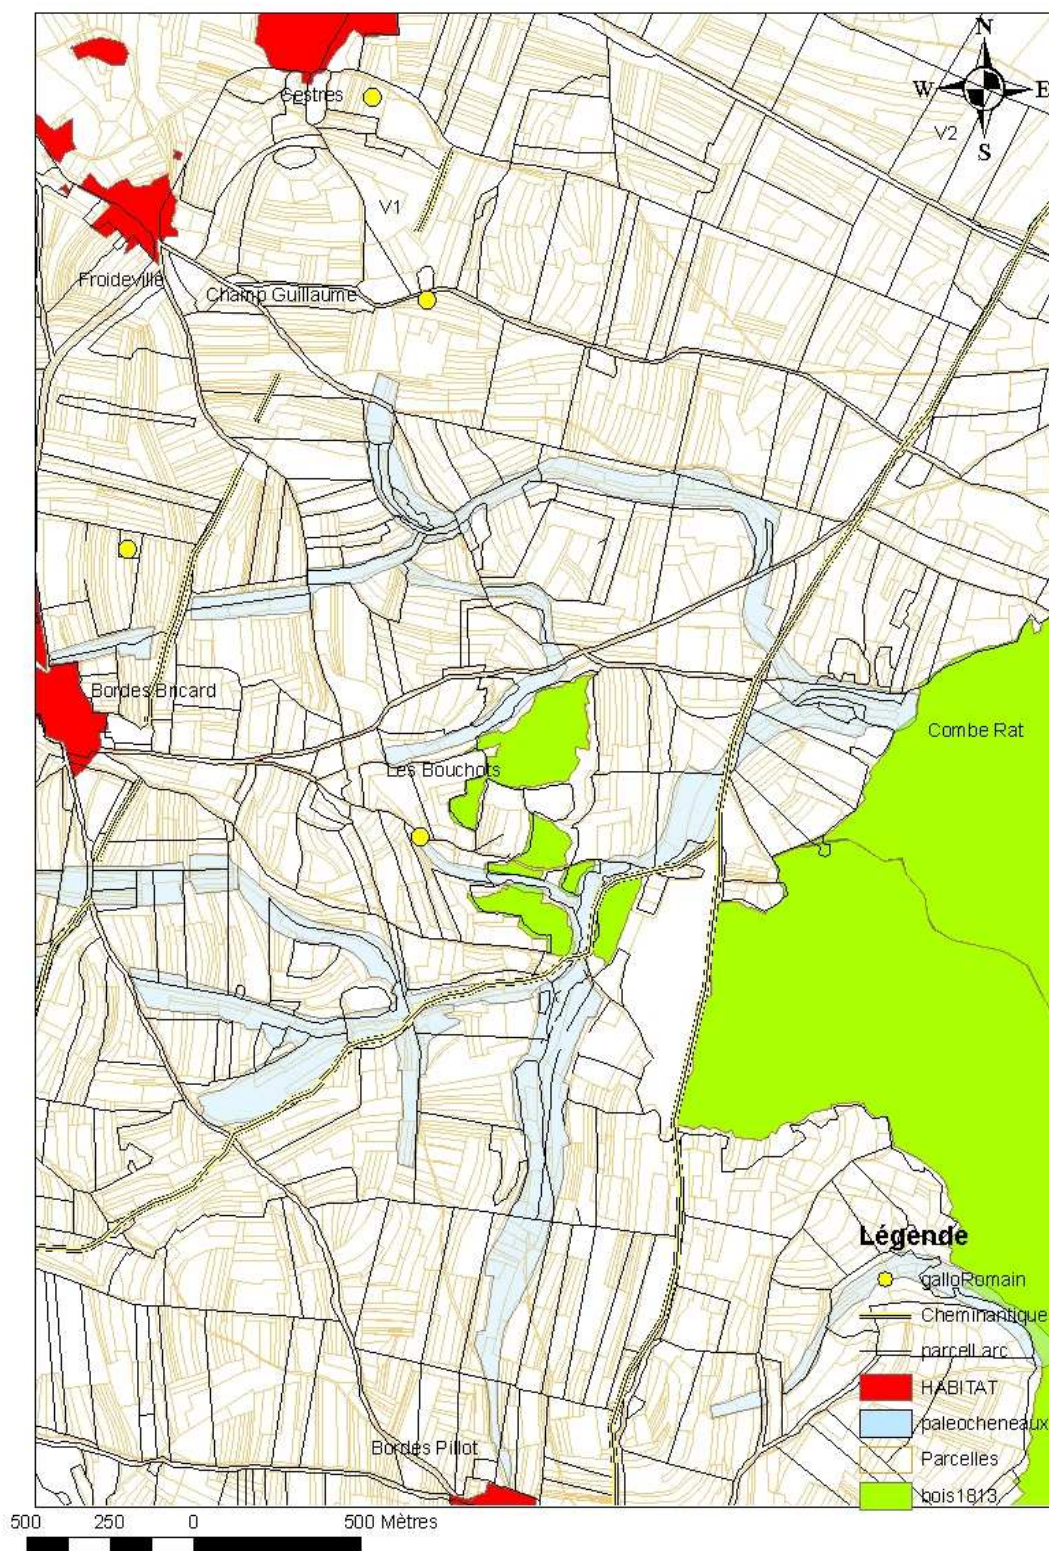 N
W E
V2
S
Cestres
V1
Froideville
Champ Guillaume
Bordes Bricard
Combe Rat
Les Bouchots
Légende
galloRomain
Cheminantique
parcell arc
HABITAT
paleocheneaux
Parcelles
bois1813
Bordes Pillot
500 250 0 500 Mètres